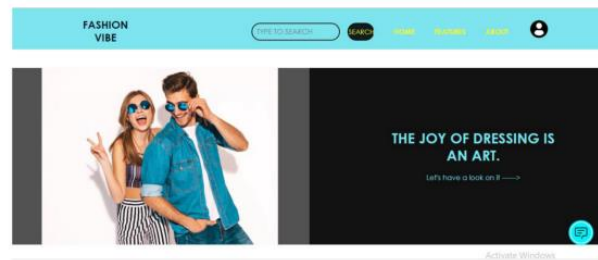 FASHION
VIBE
TYPE TO SEARCH
SEARCH
HOME
FEATURES
ABOUT
THE JOY OF DRESSING IS
AN ART.
Let's have a look on it ----->
Activate Windows